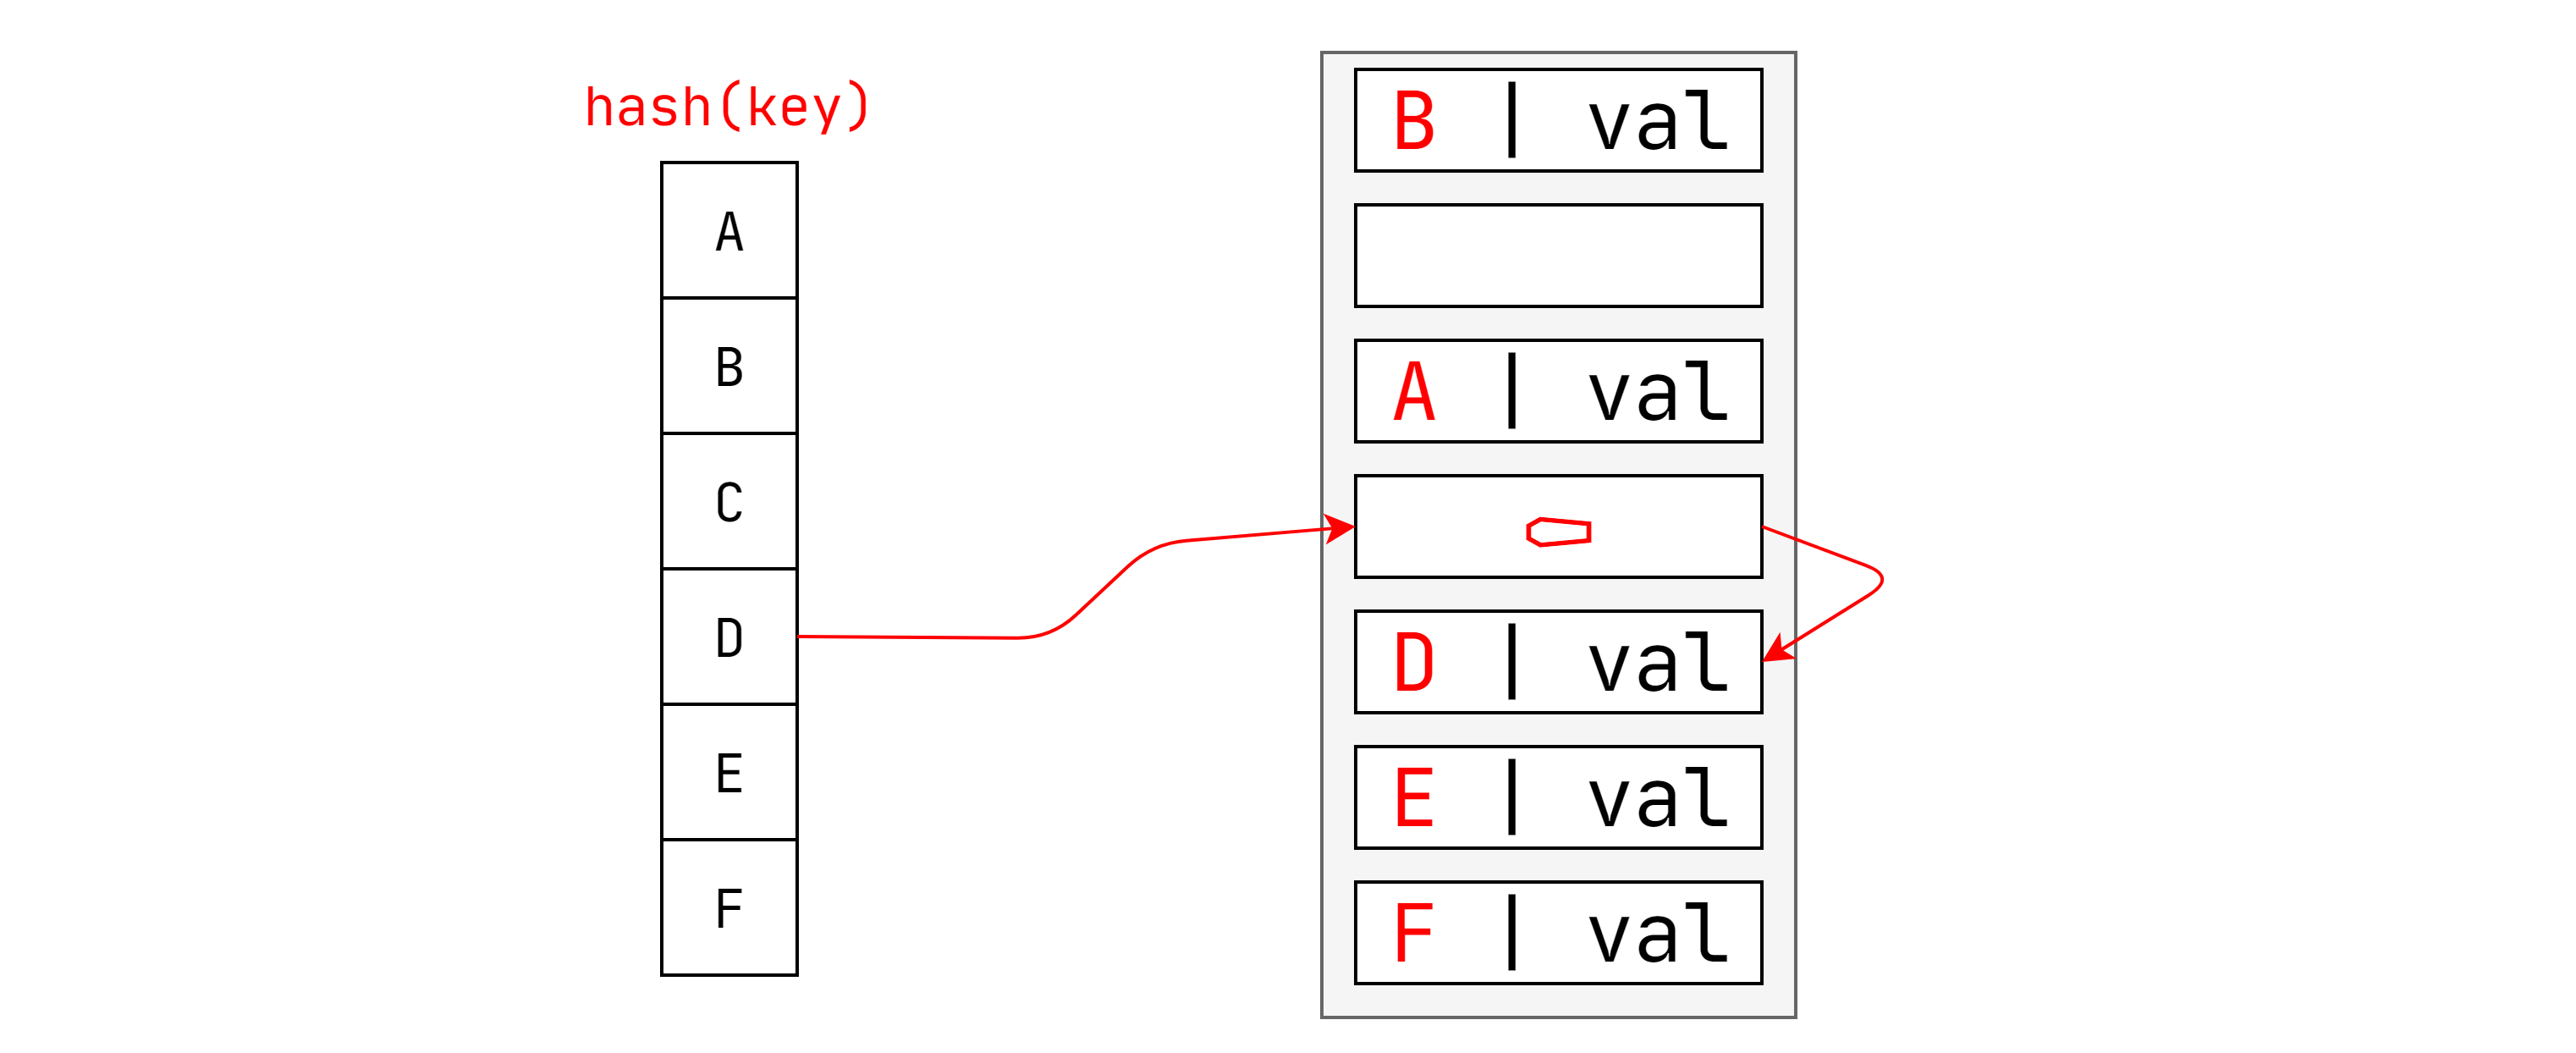 hash(key)
A
B
C
D
E
F
B | val
A | val
D | val
E | val
F | val